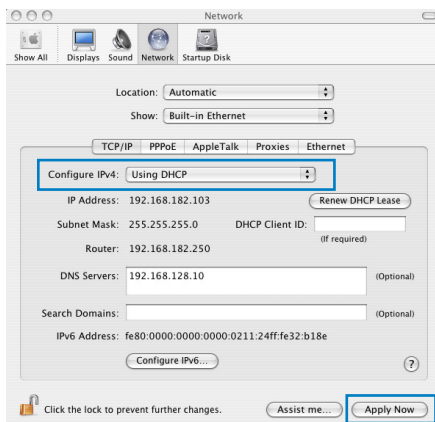 Network
Show All Displays Sound Network Startup Disk
Location: Automatic
Show: Built-in Ethernet
TCP/IP PPPoE AppleTalk Proxies Ethernet
Configure IPv4: Using DHCP
IP Address: 192.168.182.103 Renew DHCP Lease
Subnet Mask: 255.255.255.0 DHCP Client ID:
(If required)
Router: 192.168.182.250
DNS Servers: 192.168.128.10 (Optional)
Search Domains: (Optional)
IPv6 Address: fe80:0000:0000:0000:0211:24ff:fe32:b18e
Configure IPv6...
?
Click the lock to prevent further changes. Assist me... Apply Now